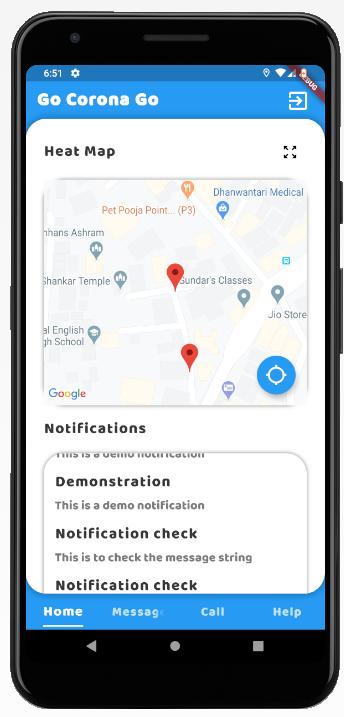 6:51
DEBUG
Go Corona Go
Heat Map
Dhanwantari Medical
Pet Pooja Point... (P3)
nhans Ashram
Shankar Temple
Sundar's Classes
Jio Store
al English
gh School
Google
Notifications
This is a demo notification
Demonstration
This is a demo notification
Notification check
This is to check the message string
Notification check
Home
Messag
Call
Help